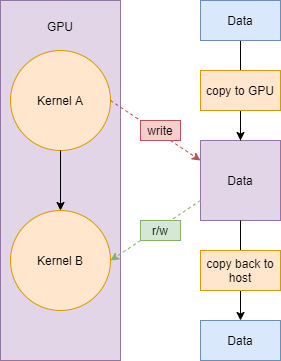 GPU
Kernel A
Kernel B
write
r/w
Data
copy to GPU
Data
copy back to
host
Data